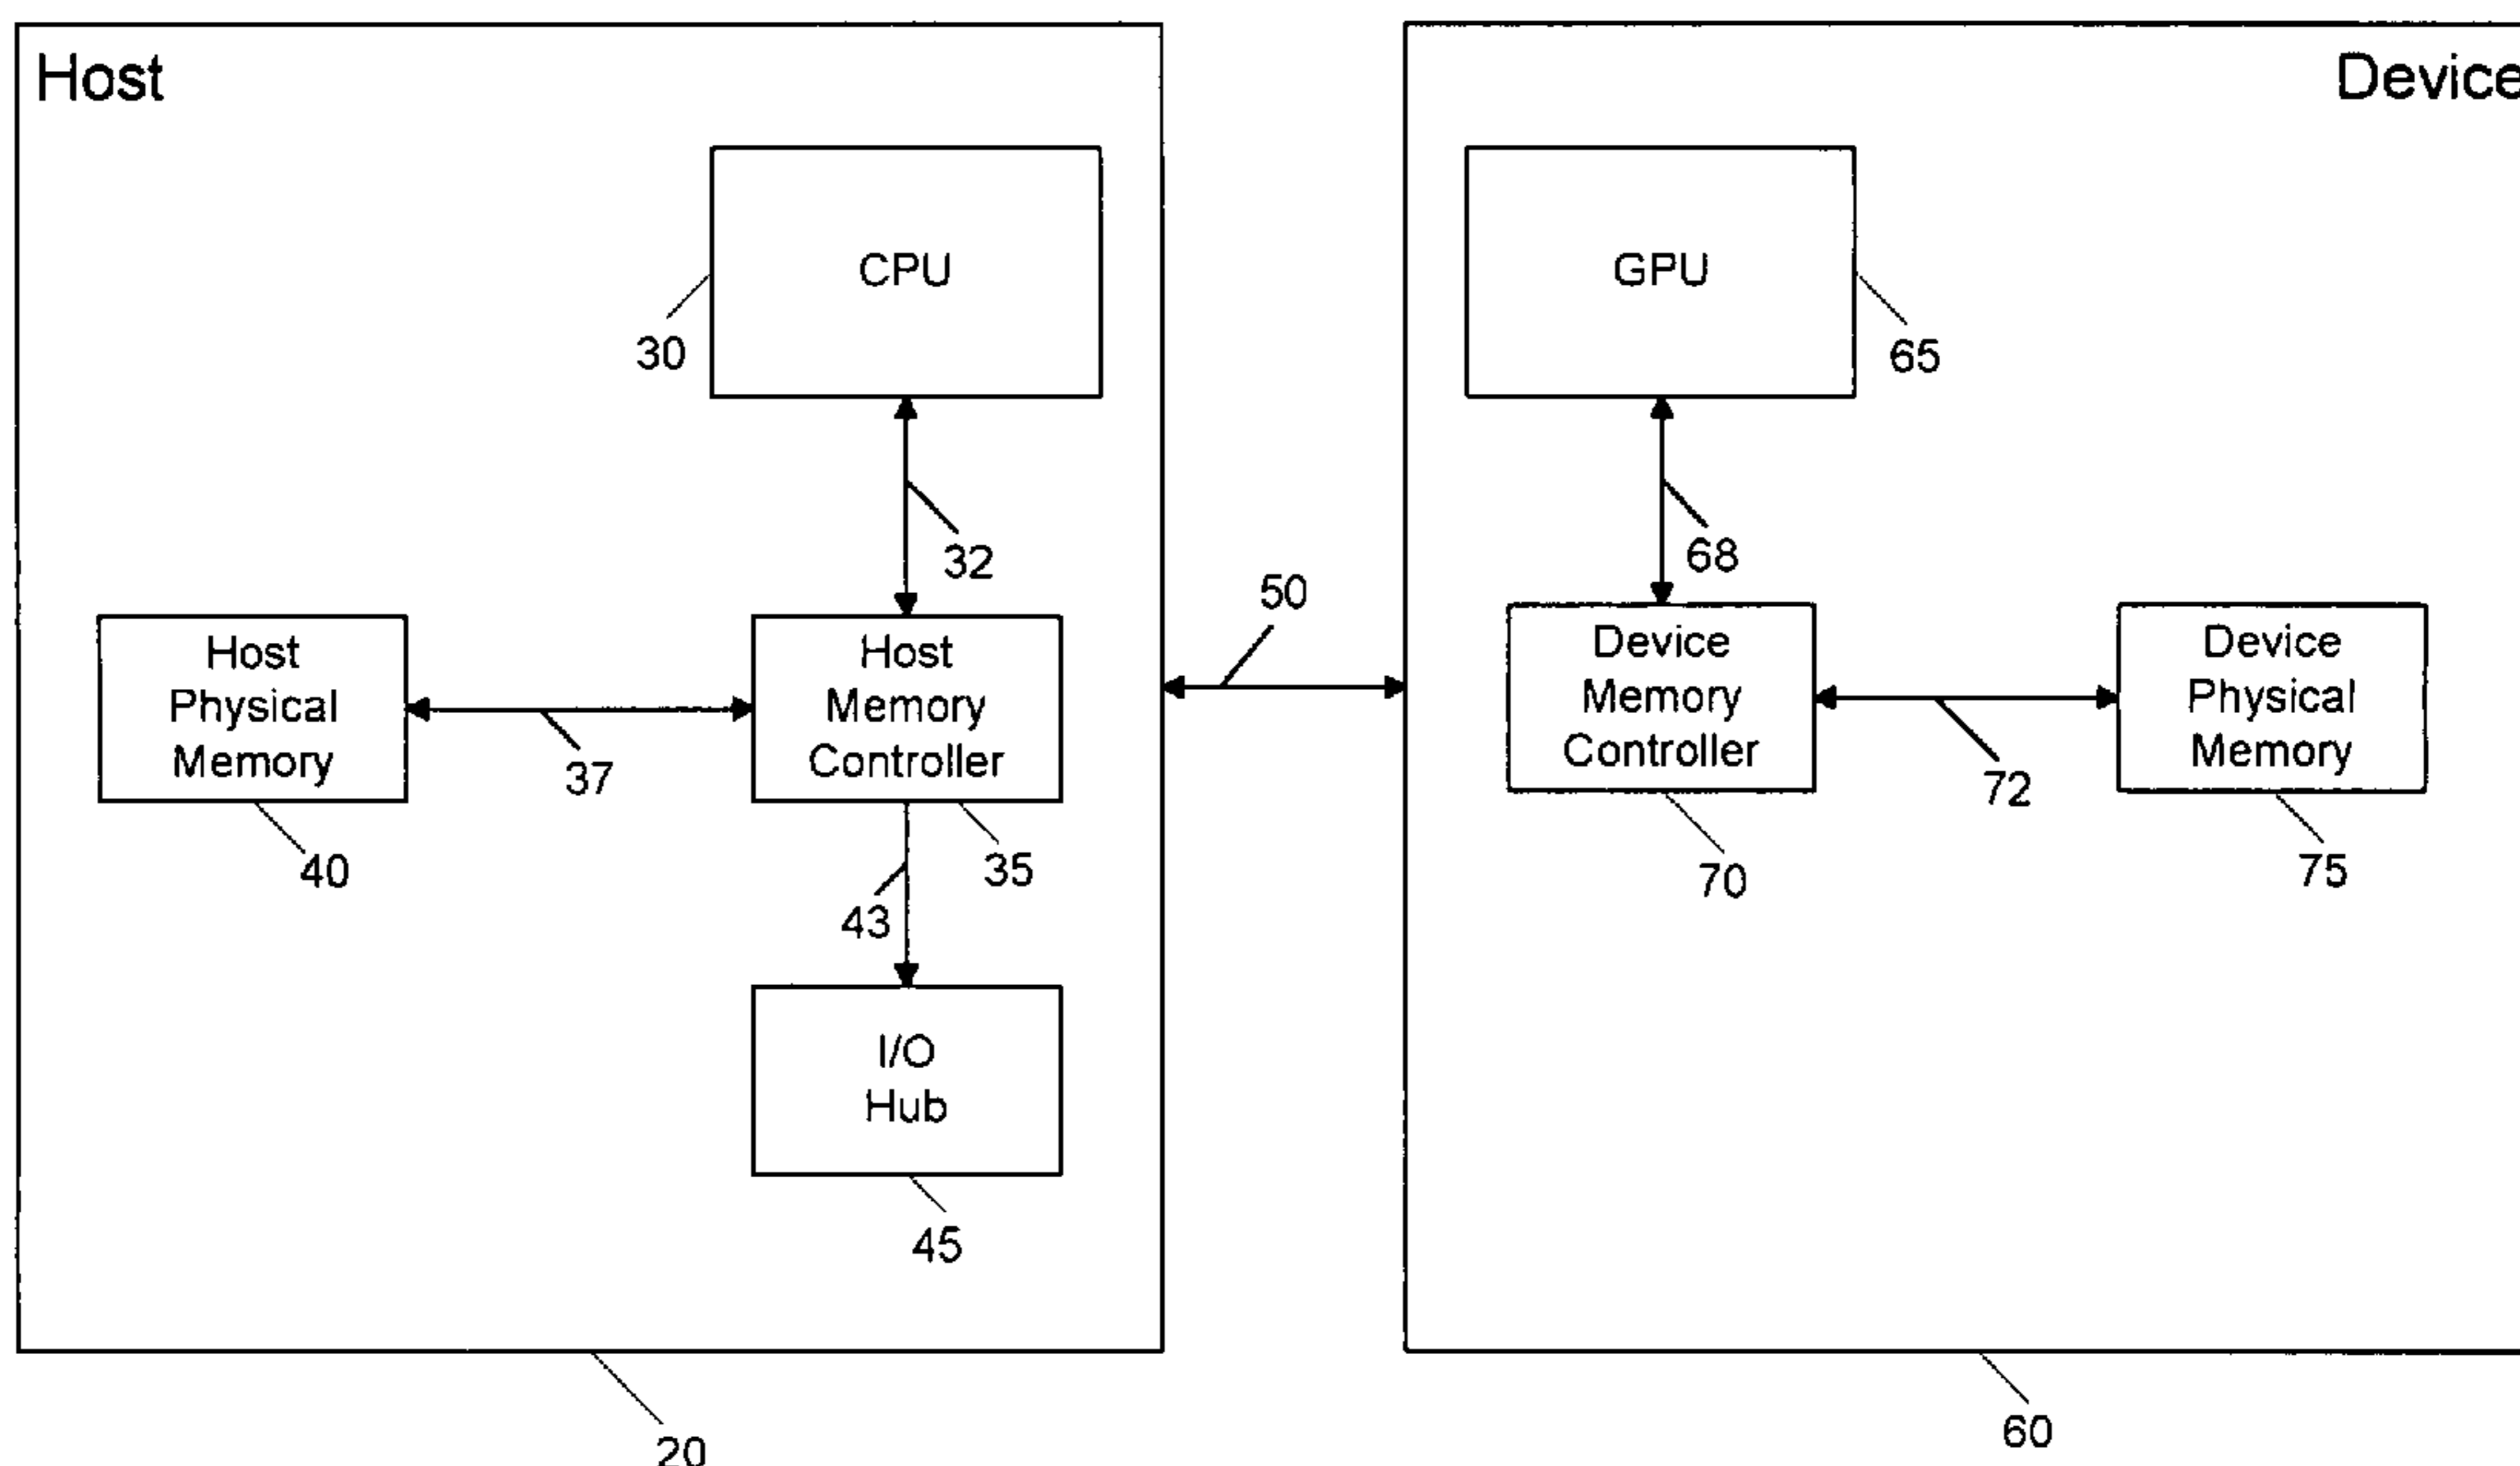 Host
Device
CPU
30
32
Host
Physical
Memory
40
37
Host
Memory
Controller
35
43
I/O
Hub
45
20
50
GPU
65
68
Device
Memory
Controller
70
72
Device
Physical
Memory
75
60